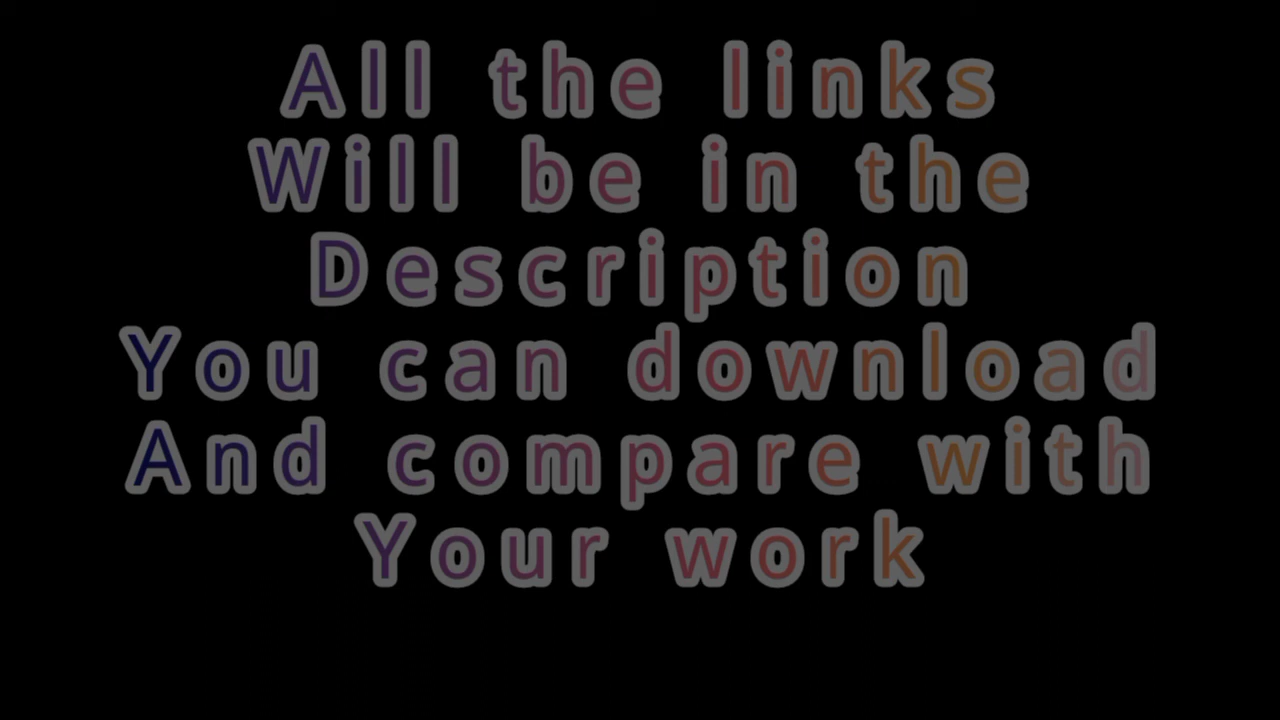 All the links
Will be in the
Description
You can download
And compare with
Your work